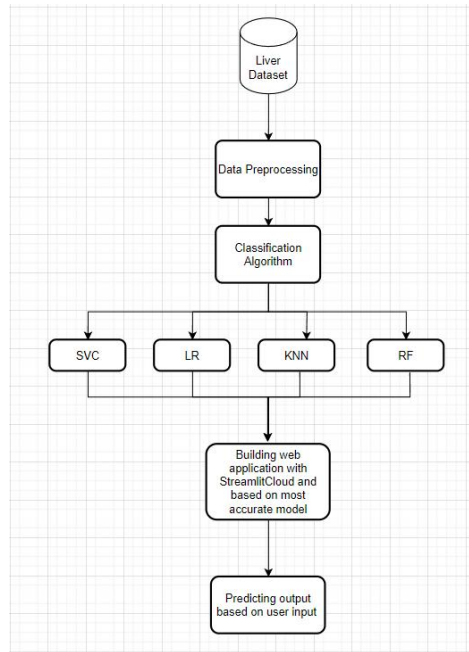 Liver
Dataset
Data Preprocessing
Classification
Algorithm
SVC
LR
KNN
RF
Building web
application with
StreamlitCloud and
based on most
accurate model
Predicting output
based on user input